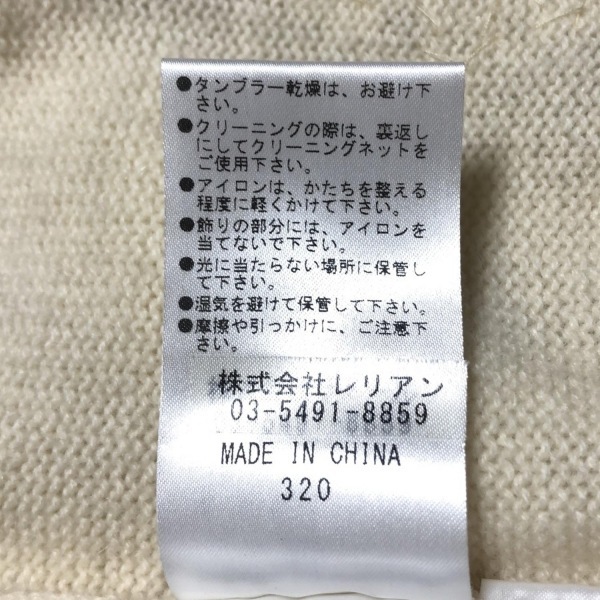 ●タンブラー乾燥は、お避け下
さい。
●クリーニングの際は、裏返し
にしてクリーニングネットを
ご使用下さい。
●アイロンは、かたちを整える
程度に軽くかけて下さい。
●飾りの部分には、アイロンを
当てないで下さい。
●光に当たらない場所に保管し
て下さい。
●湿気を避けて保管して下さい。
●摩擦や引っかけに、ご注意下
さい。
株式会社レリアン
03-5491-8859
MADE IN CHINA
320